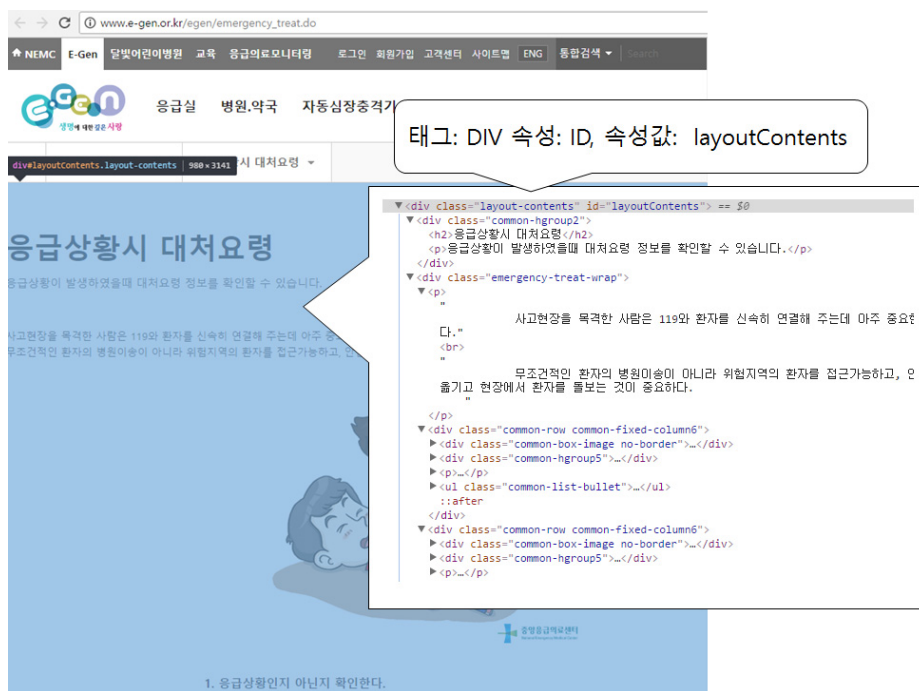 www.e-gen.or.kr/egen/emergency_treat.do
NEMC E-Gen 달빛어린이병원 교육 응급의료모니터링 로그인 회원가입 고객센터 사이트맵 ENG 통합검색 Search
E-Gen 응급실 병원.약국 자동심장충격기
생명에 대한 깊은 사랑
태그: DIV 속성: ID, 속성값: layoutContents
div#layoutContents.layout-contents | 980×3141 시 대처요령
응급상황시 대처요령
응급상황이 발생하였을때 대처요령 정보를 확인할 수 있습니다.
사고현장을 목격한 사람은 119와 환자를 신속히 연결해 주는데 아주
무조건적인 환자의 병원이송이 아니라 위험지역의 환자를 접근가능하고,
▼<div class="layout-contents" id="layoutContents"> == $0
▼<div class="common-hgroup2">
<h2>응급상황시 대처요령</h2>
<p>응급상황이 발생하였을때 대처요령 정보를 확인할 수 있습니다.</p>
</div>
▼<div class="emergency-treat-wrap">
▼<p>
"
사고현장을 목격한 사람은 119와 환자를 신속히 연결해 주는데 아주 중요한
다."
<br>
"
무조건적인 환자의 병원이송이 아니라 위험지역의 환자를 접근가능하고,
옮기고 현장에서 환자를 돌보는 것이 중요하다.
"
</p>
▼<div class="common-row common-fixed-column6">
▶<div class="common-box-image no-border">…</div>
▶<div class="common-hgroup5">…</div>
▶<p>…</p>
▶<ul class="common-list-bullet">…</ul>
::after
</div>
▼<div class="common-row common-fixed-column6">
▶<div class="common-box-image no-border">…</div>
▶<div class="common-hgroup5">…</div>
▶<p>…</p>
중앙응급의료센터
1. 응급상황인지 아닌지 확인한다.